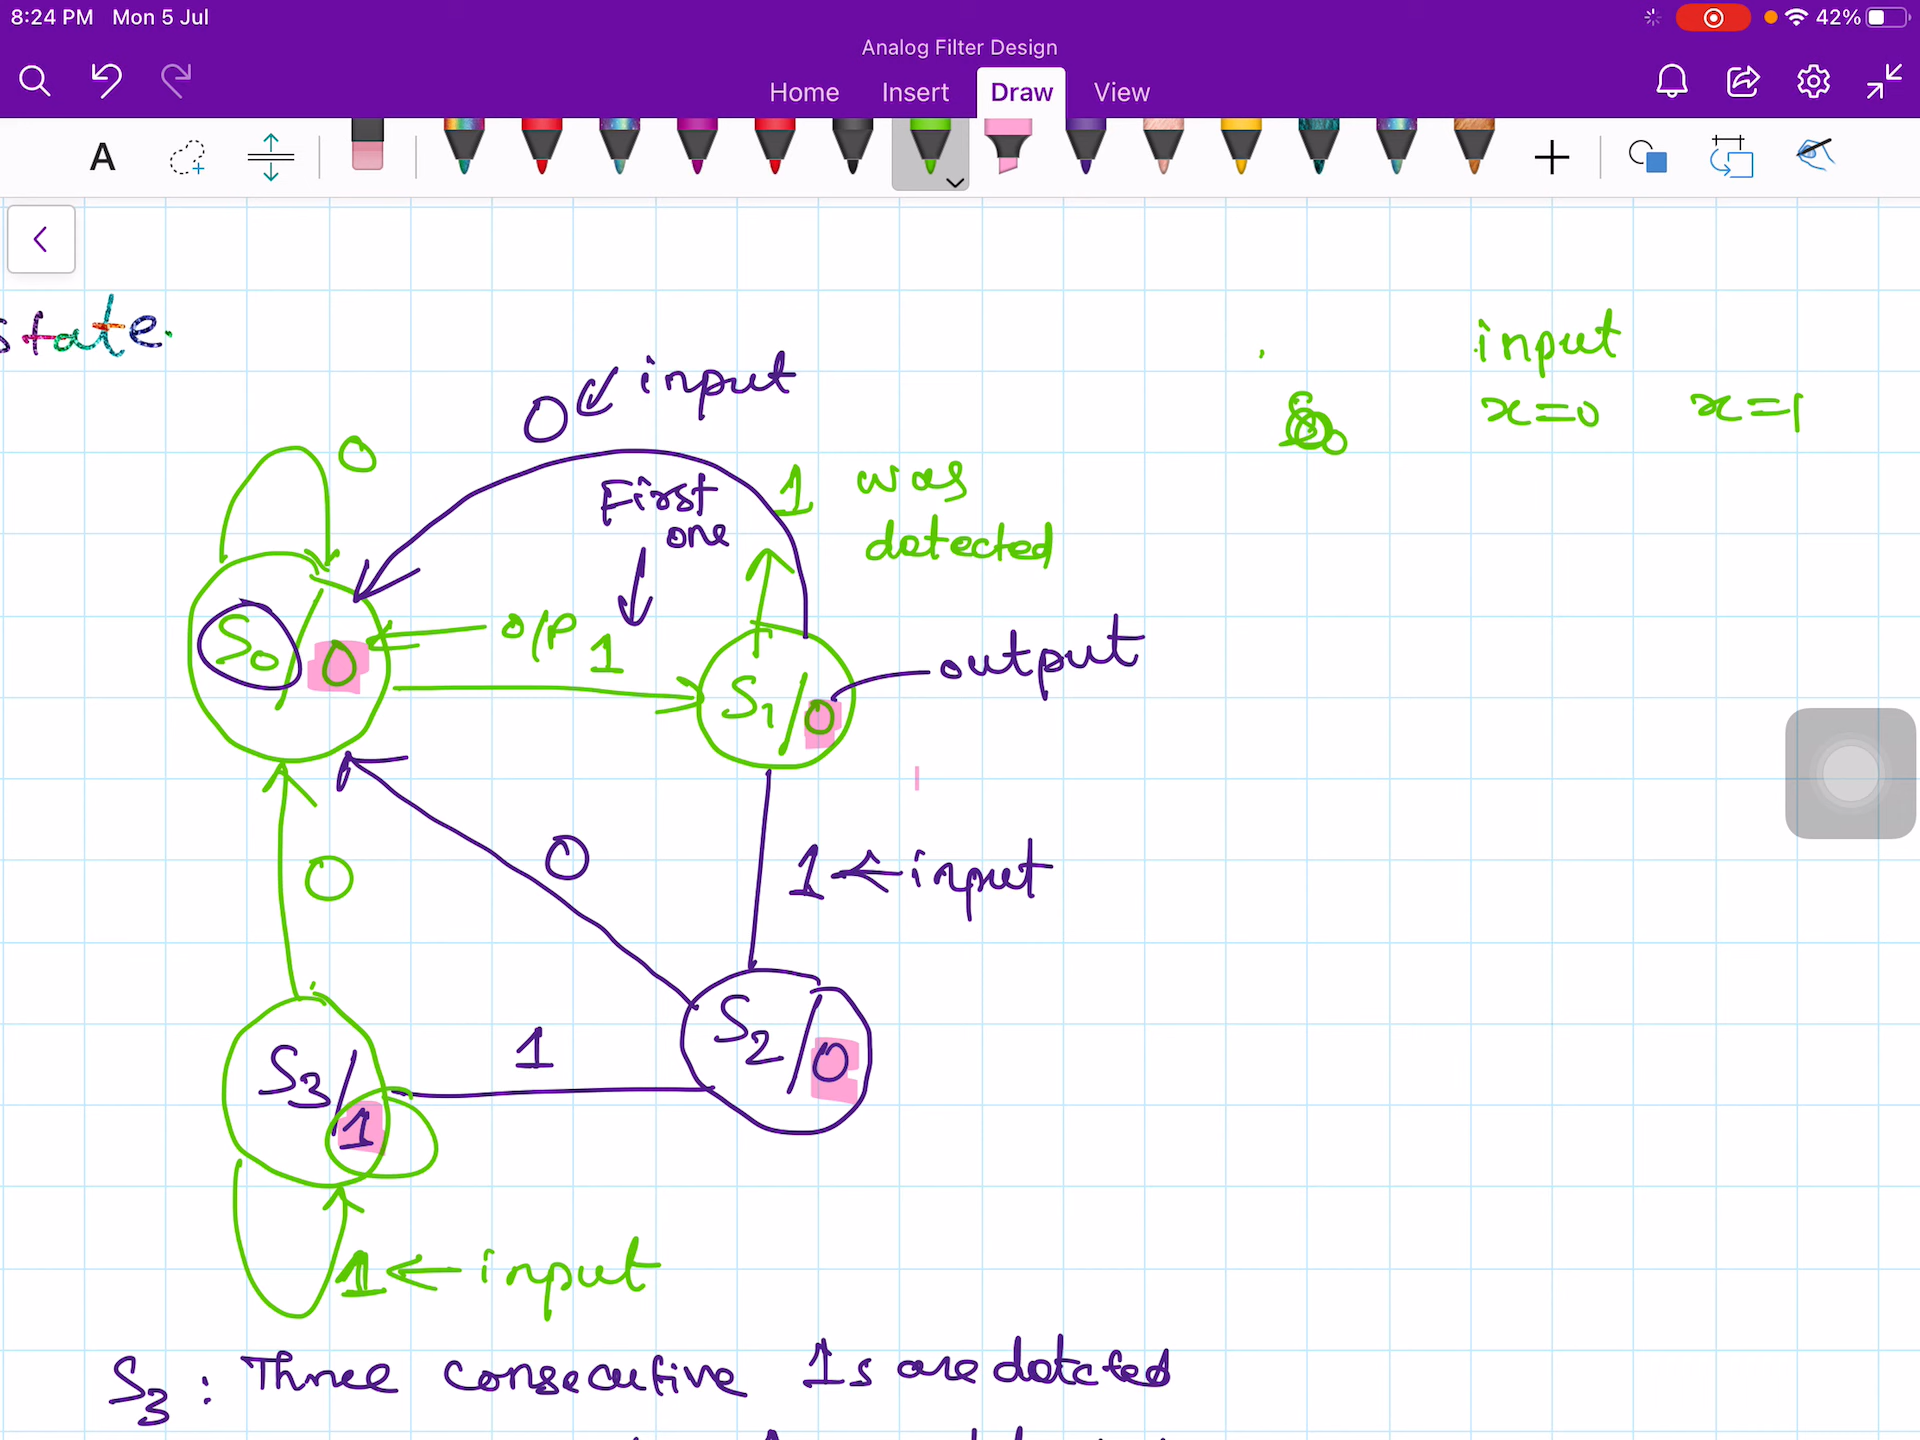 8:24 PM Mon 5 Jul
42%
Analog Filter Design
Home Insert Draw View
A
state.
input
x=0 x=1
0 input
0
First
one
1 was
detected
S0/0
O/P
1
S1/0
output
0
0
1 input
S2/0
1
S3/1
1 input
S3 : Three consecutive 1s are detcted